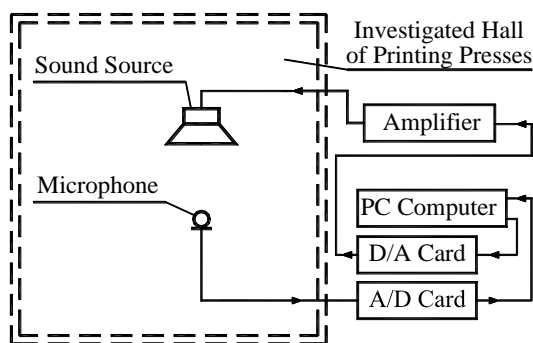 Investigated Hall
of Printing Presses
Sound Source
Amplifier
Microphone
PC Computer
D/A Card
A/D Card